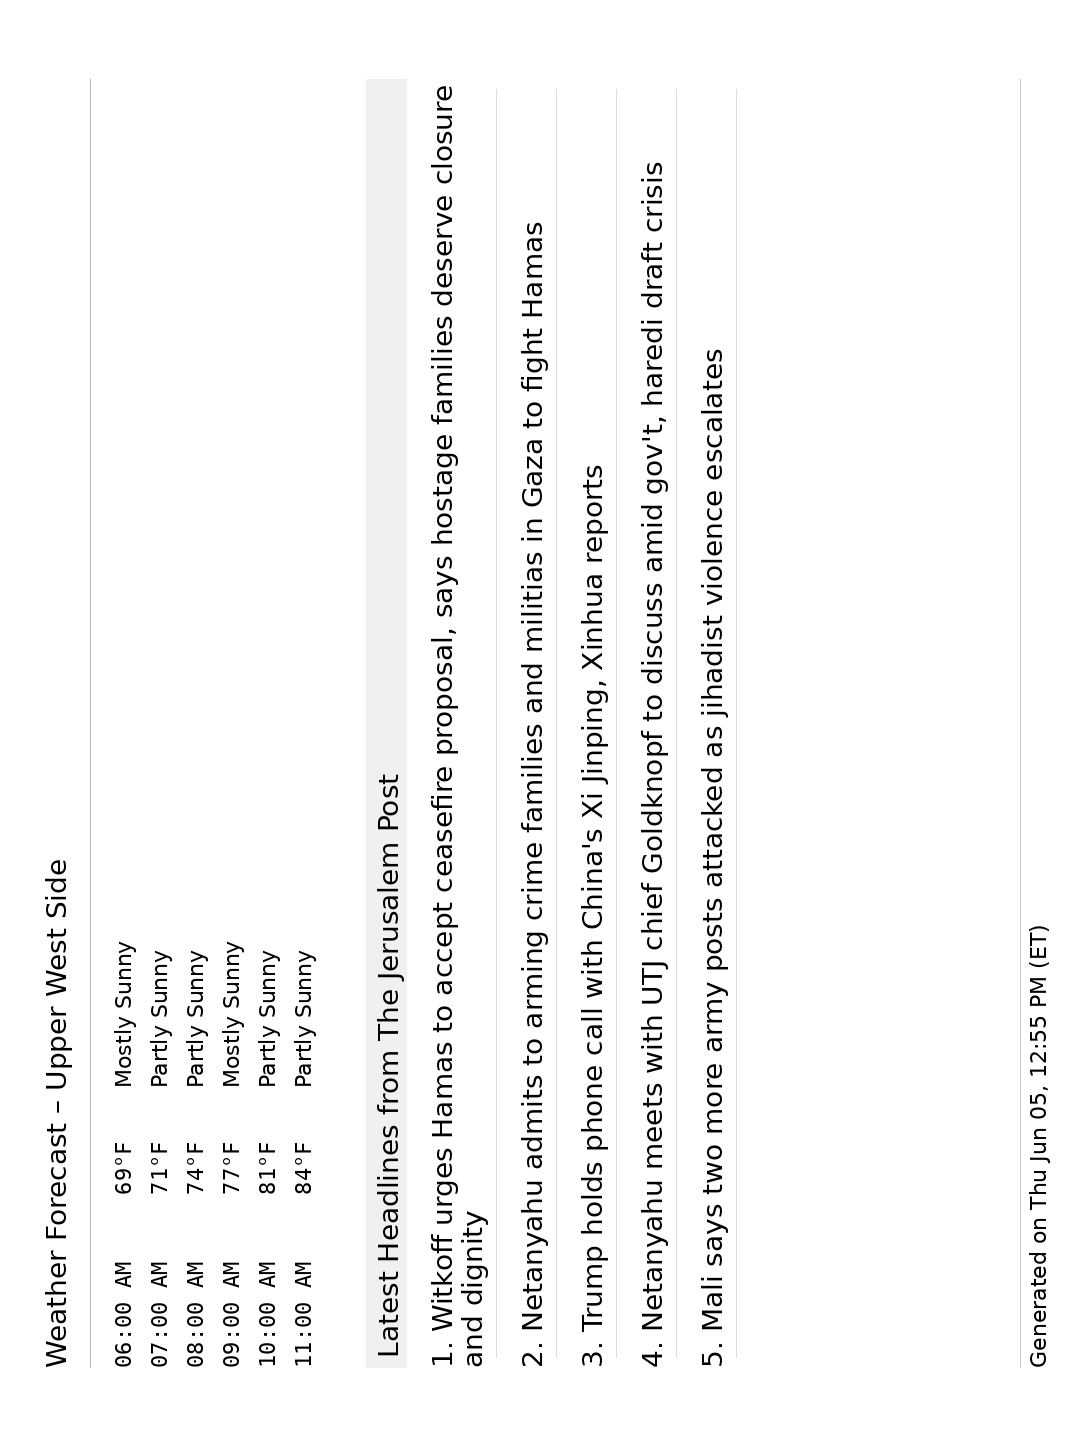 Weather Forecast – Upper West Side
06:00 AM 69°F Mostly Sunny
07:00 AM 71°F Partly Sunny
08:00 AM 74°F Partly Sunny
09:00 AM 77°F Mostly Sunny
10:00 AM 81°F Partly Sunny
11:00 AM 84°F Partly Sunny
Latest Headlines from The Jerusalem Post
1. Witkoff urges Hamas to accept ceasefire proposal, says hostage families deserve closure
and dignity
2. Netanyahu admits to arming crime families and militias in Gaza to fight Hamas
3. Trump holds phone call with China's Xi Jinping, Xinhua reports
4. Netanyahu meets with UTJ chief Goldknopf to discuss amid gov't, haredi draft crisis
5. Mali says two more army posts attacked as jihadist violence escalates
Generated on Thu Jun 05, 12:55 PM (ET)